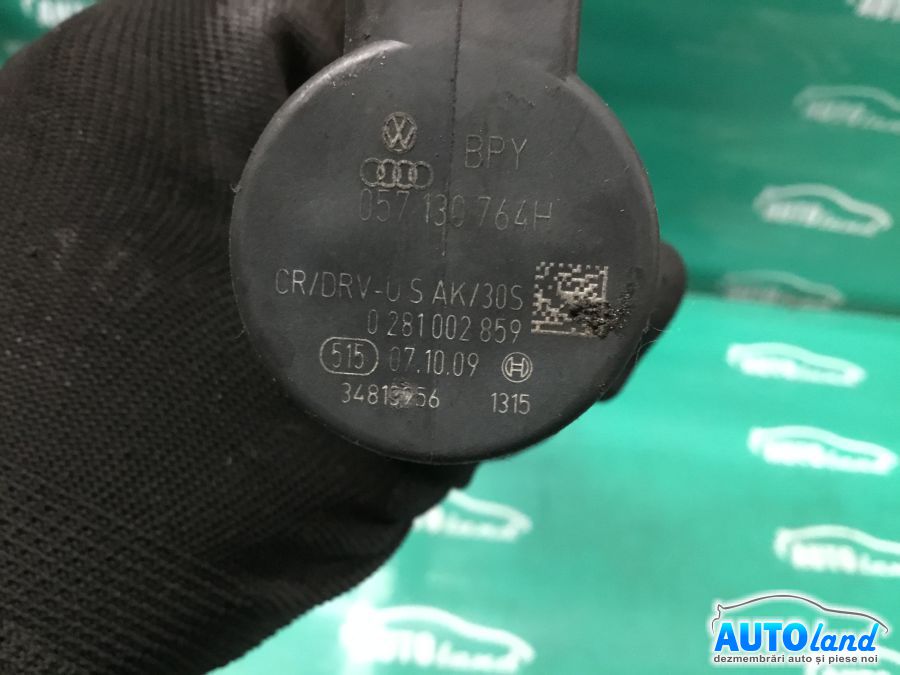 BPY
057 130 764H
CR/DRV-U S AK/30S
0 281 002 859
515 07.10.09
1315
AUTOland
dezmembrări auto și piese noi